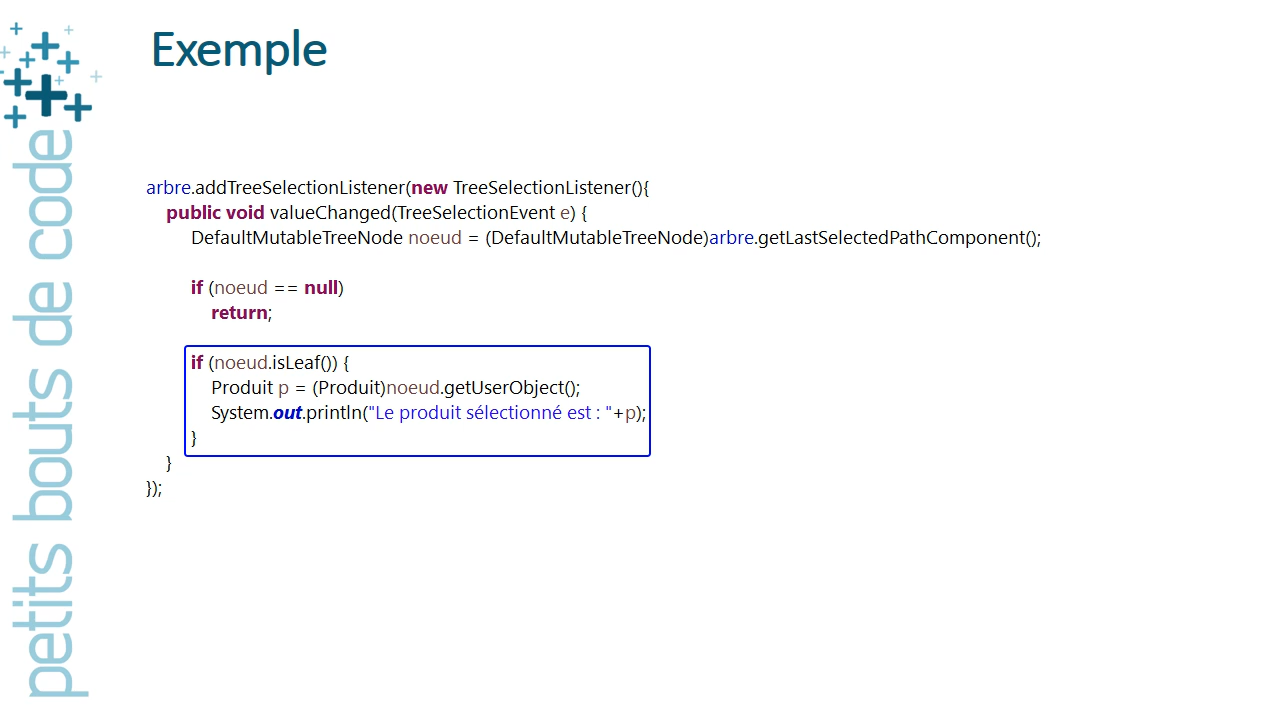 Exemple
petits bouts de code
arbre.addTreeSelectionListener(new TreeSelectionListener(){
public void valueChanged(TreeSelectionEvent e) {
DefaultMutableTreeNode noeud = (DefaultMutableTreeNode)arbre.getLastSelectedPathComponent();
if (noeud == null)
return;
if (noeud.isLeaf()) {
Produit p = (Produit)noeud.getUserObject();
System.out.println("Le produit sélectionné est : "+p);
}
}
});